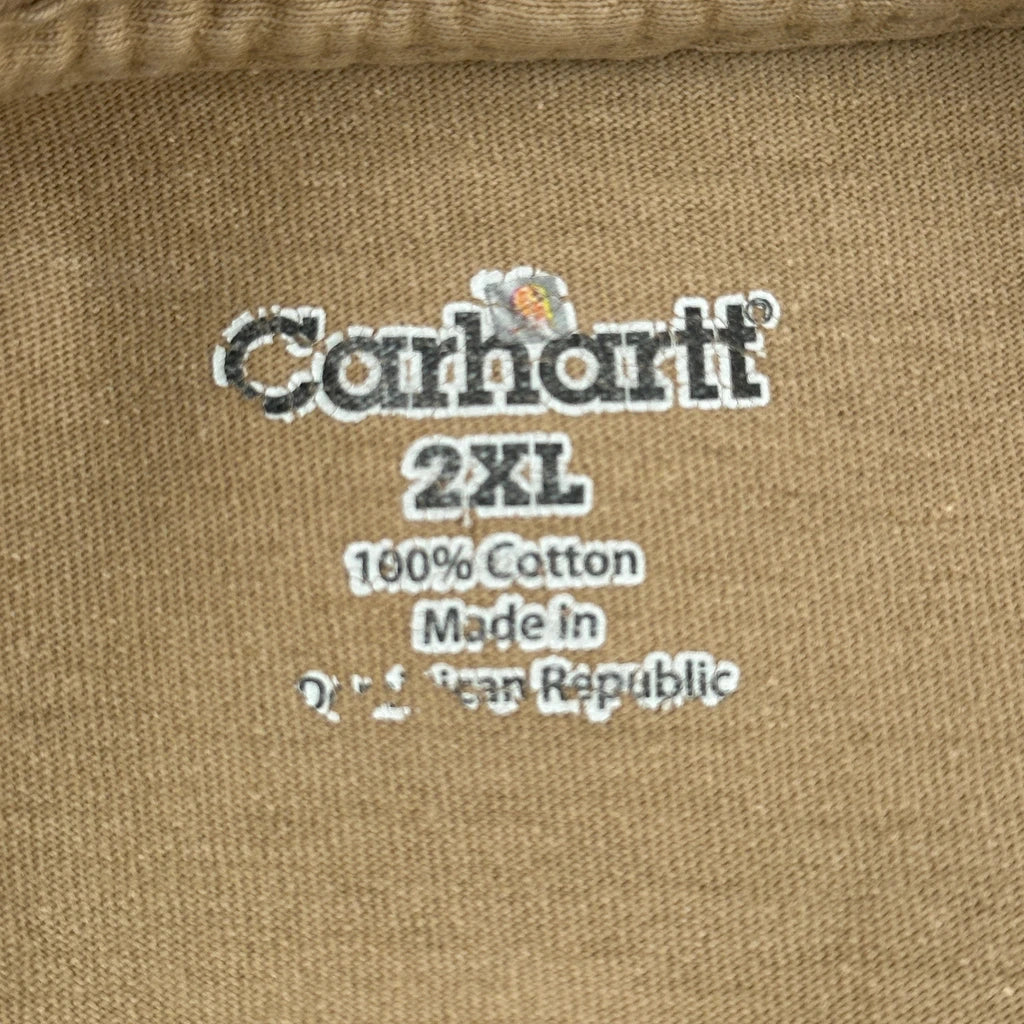 Carhartt®
2XL
100% Cotton
Made in
Republic